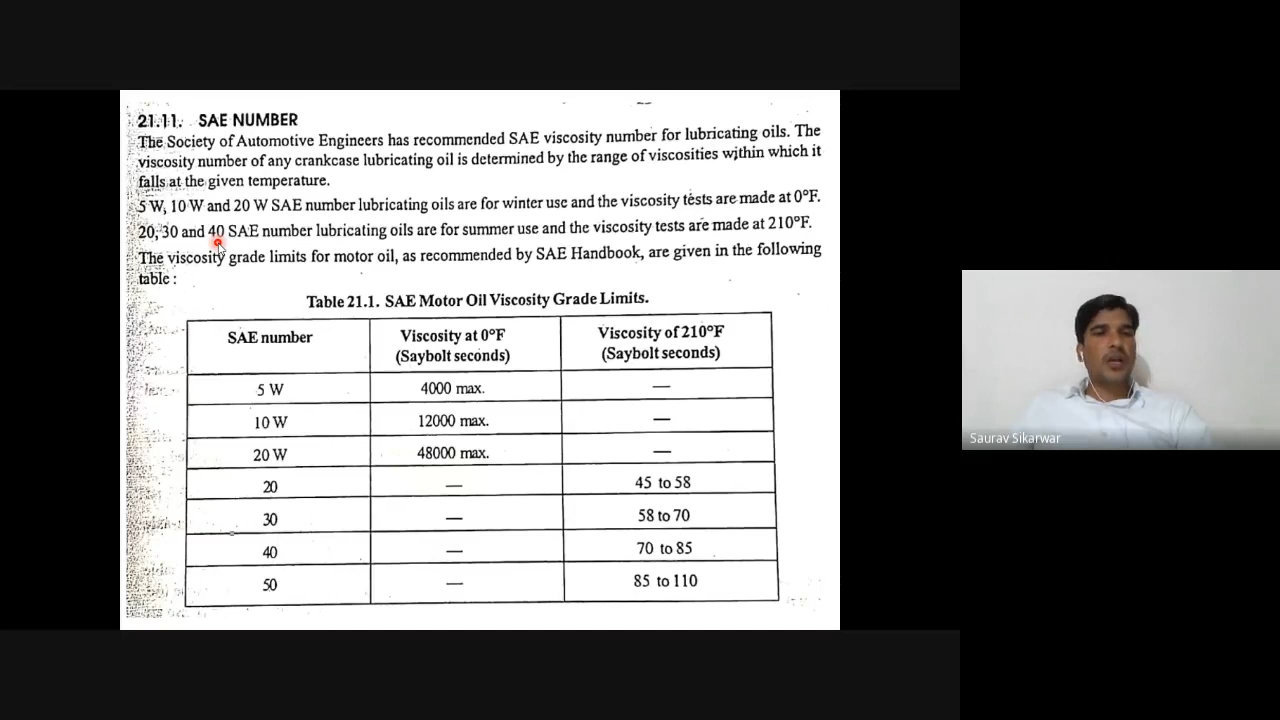 21.11. SAE NUMBER
The Society of Automotive Engineers has recommended SAE viscosity number for lubricating oils. The
viscosity number of any crankcase lubricating oil is determined by the range of viscosities within which it
falls at the given temperature.
5 W, 10 W and 20 W SAE number lubricating oils are for winter use and the viscosity tests are made at 0°F.
20, 30 and 40 SAE number lubricating oils are for summer use and the viscosity tests are made at 210°F.
The viscosity grade limits for motor oil, as recommended by SAE Handbook, are given in the following
table :
Table 21.1. SAE Motor Oil Viscosity Grade Limits.
SAE number Viscosity at 0°F Viscosity of 210°F
(Saybolt seconds) (Saybolt seconds)
5 W 4000 max. —
10 W 12000 max. —
20 W 48000 max. —
20 — 45 to 58
30 — 58 to 70
40 — 70 to 85
50 — 85 to 110
Saurav Sikarwar